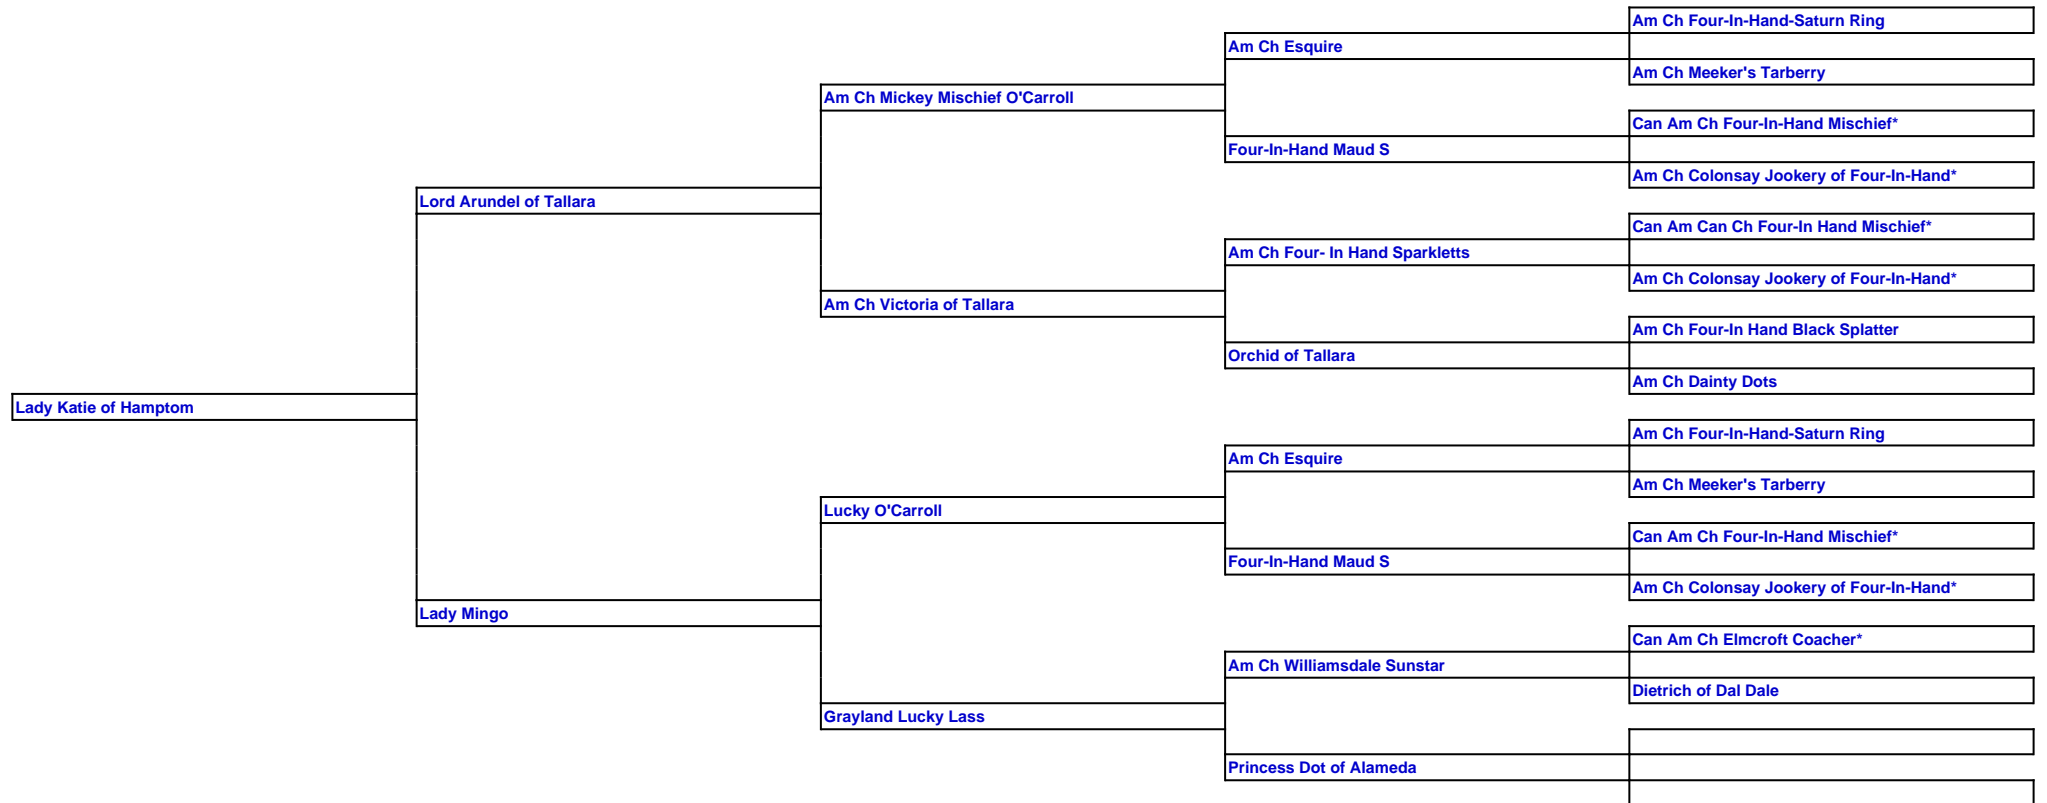 Am Ch Four-In-Hand-Saturn Ring
Am Ch Esquire
Am Ch Meeker's Tarberry
Am Ch Mickey Mischief O'Carroll
Can Am Ch Four-In-Hand Mischief*
Four-In-Hand Maud S
Am Ch Colonsay Jookery of Four-In-Hand*
Lord Arundel of Tallara
Can Am Can Ch Four-In Hand Mischief*
Am Ch Four- In Hand Sparkletts
Am Ch Colonsay Jookery of Four-In-Hand*
Am Ch Victoria of Tallara
Am Ch Four-In Hand Black Splatter
Orchid of Tallara
Am Ch Dainty Dots
Lady Katie of Hamptom
Am Ch Four-In-Hand-Saturn Ring
Am Ch Esquire
Am Ch Meeker's Tarberry
Lucky O'Carroll
Can Am Ch Four-In-Hand Mischief*
Four-In-Hand Maud S
Am Ch Colonsay Jookery of Four-In-Hand*
Lady Mingo
Can Am Ch Elmcroft Coacher*
Am Ch Williamsdale Sunstar
Dietrich of Dal Dale
Grayland Lucky Lass
Princess Dot of Alameda